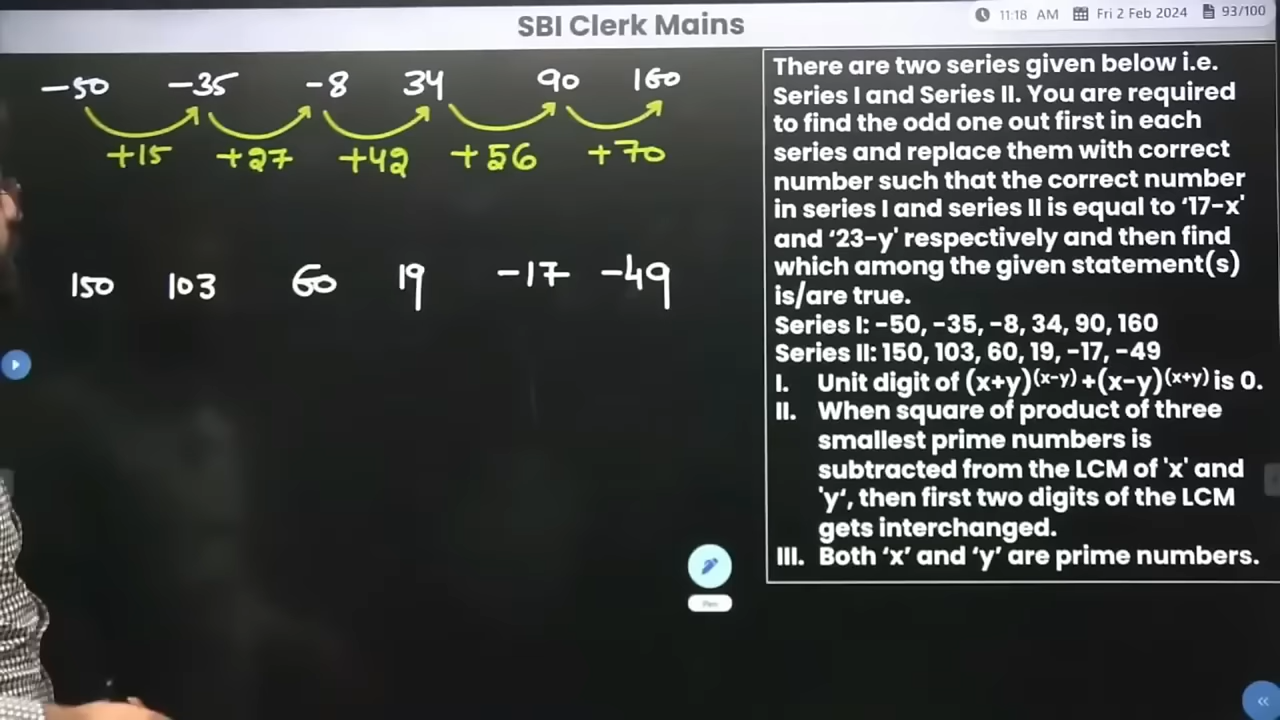 SBI Clerk Mains
11:18 AM Fri 2 Feb 2024 93/100
-50 -35 -8 34 90 160
+15 +27 +42 +56 +70
150 103 60 19 -17 -49
There are two series given below i.e.
Series I and Series II. You are required
to find the odd one out first in each
series and replace them with correct
number such that the correct number
in series I and series II is equal to ‘17-x'
and ‘23-y' respectively and then find
which among the given statement(s)
is/are true.
Series I: -50, -35, -8, 34, 90, 160
Series II: 150, 103, 60, 19, -17, -49
I. Unit digit of (x+y)^(x-y) +(x-y)^(x+y) is 0.
II. When square of product of three
smallest prime numbers is
subtracted from the LCM of 'x' and
'y‘, then first two digits of the LCM
gets interchanged.
III. Both ‘x’ and ‘y’ are prime numbers.
Pen